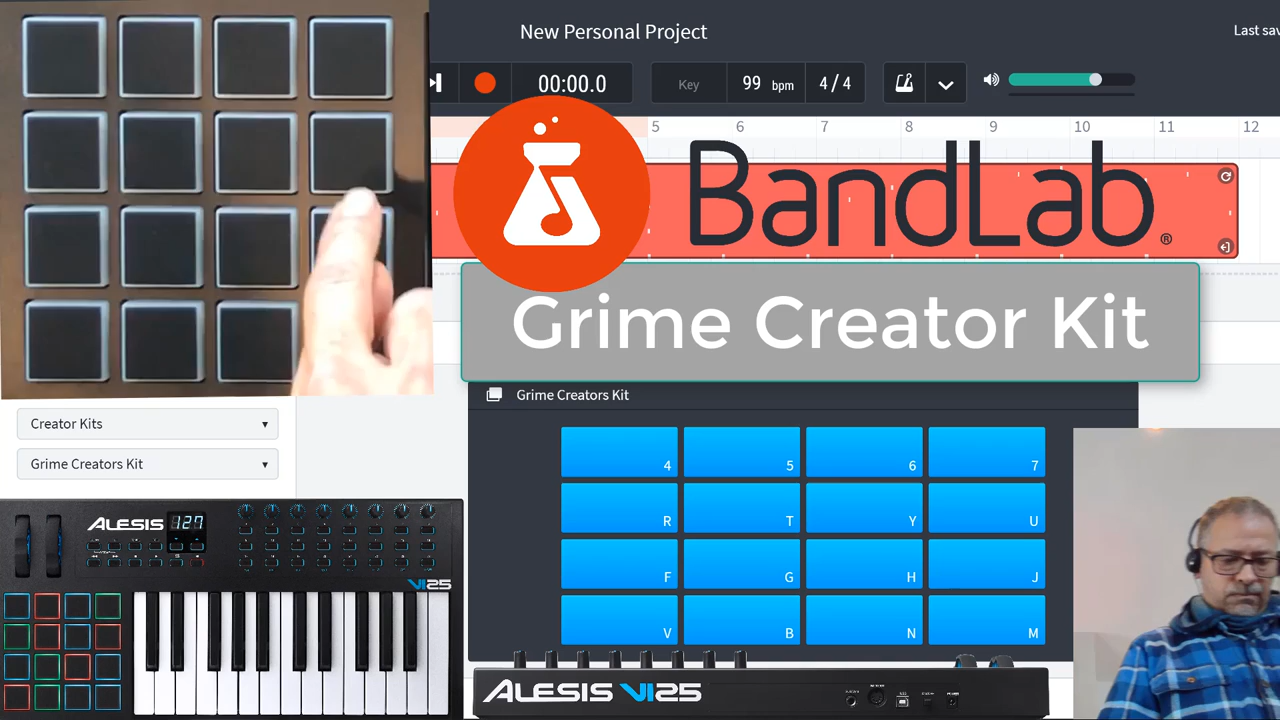 New Personal Project
Last sav
00:00.0
Key
99 bpm
4 / 4
5 6 7 8 9 10 11 12
BandLab®
Grime Creator Kit
Grime Creators Kit
Creator Kits
Grime Creators Kit
4 5 6 7
R T Y U
F G H J
V B N M
ALESIS
127
VI25
ALESIS VI25